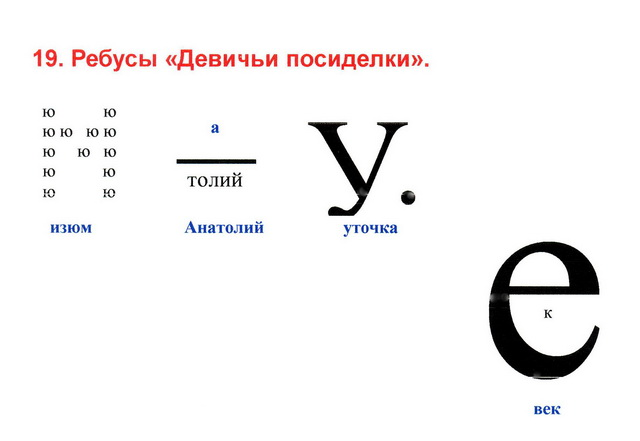 19. Ребусы «Девичьи посиделки».
ю ю
ю ю ю ю
ю ю ю
ю ю
ю ю
а
толий
У.
изюм Анатолий уточка
е
к
век